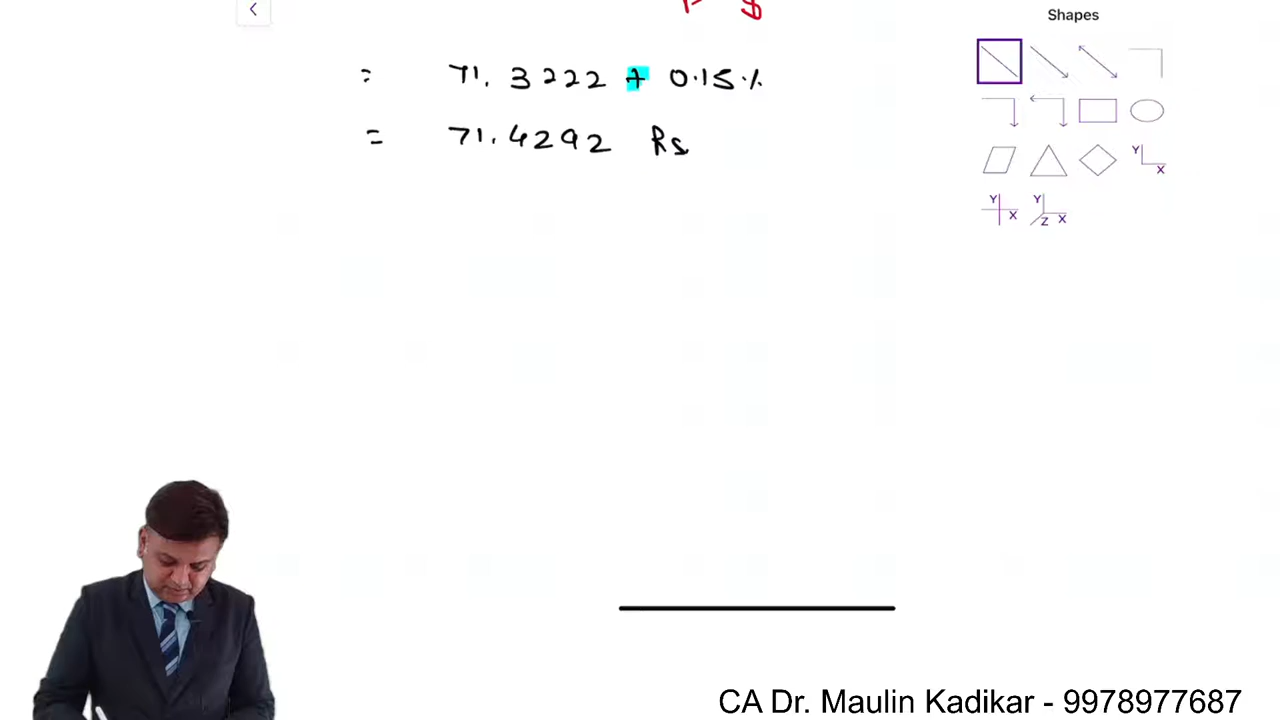 $
Shapes
= 71.3222 + 0.15%
= 71.4292 Rs
Y
X
Y
X
Y
Z X
CA Dr. Maulin Kadikar - 9978977687